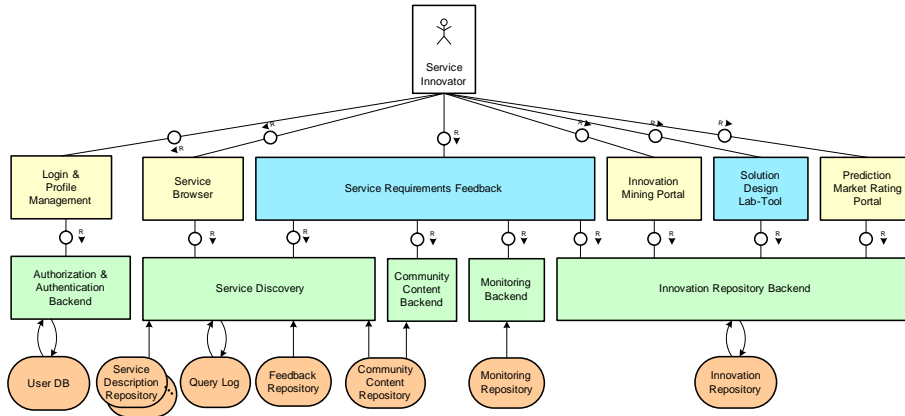 Service
Innovator
R
R
R
R
R
R
Login &
Profile
Management
Service
Browser
Service Requirements Feedback
Innovation
Mining Portal
Solution
Design
Lab-Tool
Prediction
Market Rating
Portal
R
R
R
R
R
R
R
R
R
Authorization &
Authentication
Backend
Service Discovery
Community
Content
Backend
Monitoring
Backend
Innovation Repository Backend
User DB
Service
Description
Repository
Query Log
Feedback
Repository
Community
Content
Repository
Monitoring
Repository
Innovation
Repository